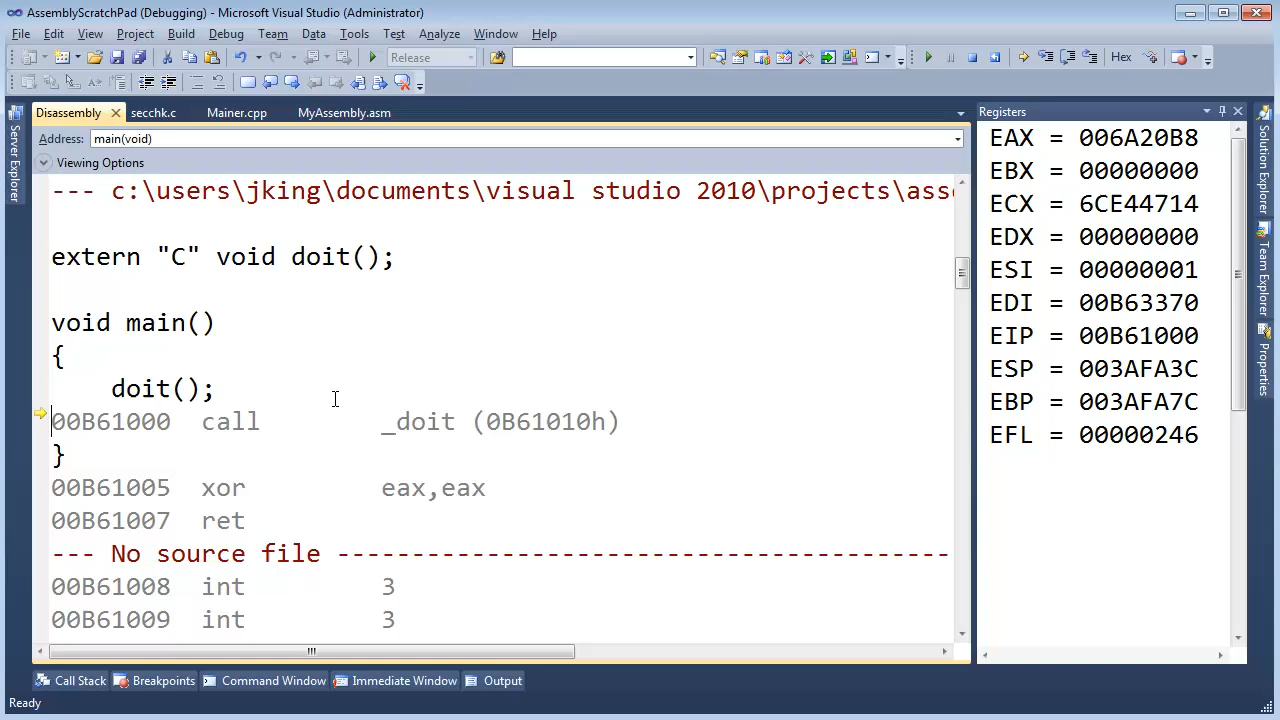 AssemblyScratchPad (Debugging) - Microsoft Visual Studio (Administrator)
File Edit View Project Build Debug Team Data Tools Test Analyze Window Help
Release
Hex
Disassembly secchk.c Mainer.cpp MyAssembly.asm
Address: main(void)
Viewing Options
--- c:\users\jking\documents\visual studio 2010\projects\asse
extern "C" void doit();
void main()
{
doit();
00B61000 call _doit (0B61010h)
}
00B61005 xor eax,eax
00B61007 ret
--- No source file -----------------------------------------
00B61008 int 3
00B61009 int 3
Registers
EAX = 006A20B8
EBX = 00000000
ECX = 6CE44714
EDX = 00000000
ESI = 00000001
EDI = 00B63370
EIP = 00B61000
ESP = 003AFA3C
EBP = 003AFA7C
EFL = 00000246
Server Explorer
Solution Explorer
Team Explorer
Properties
Call Stack Breakpoints Command Window Immediate Window Output
Ready